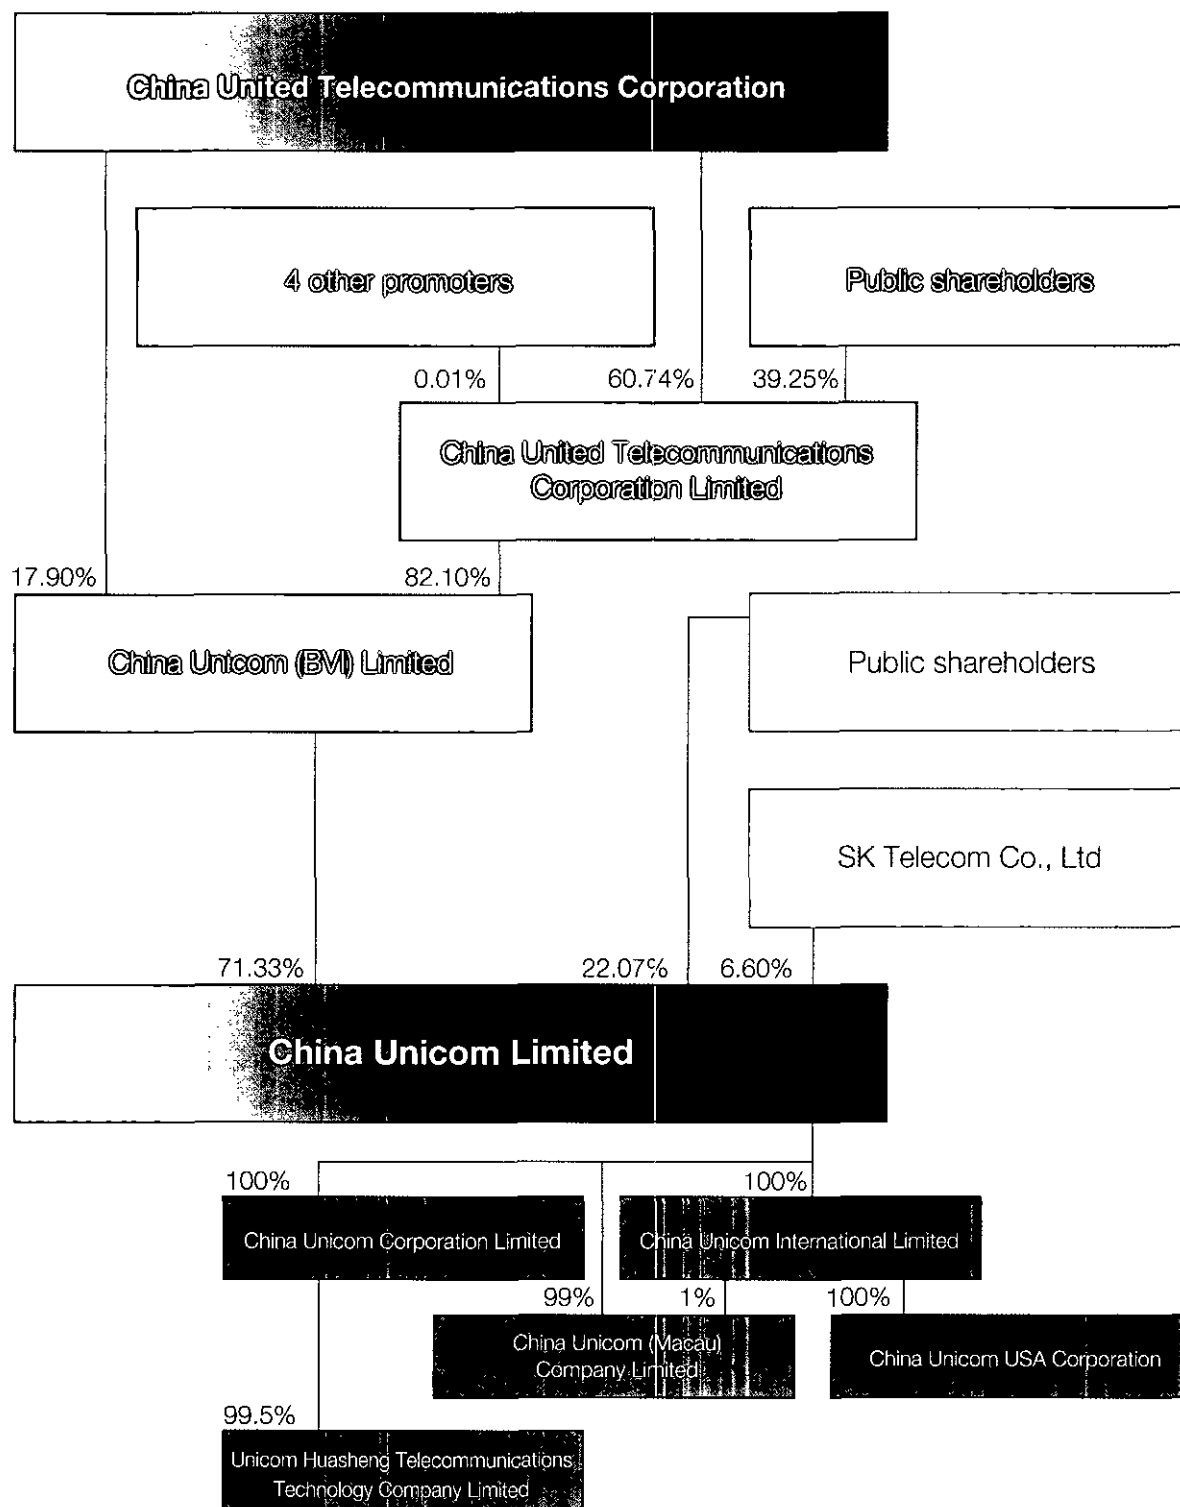 China United Telecommunications Corporation
4 other promoters
Public shareholders
0.01%
60.74%
39.25%
China United Telecommunications
Corporation Limited
17.90%
82.10%
China Unicom (BVI) Limited
Public shareholders
SK Telecom Co., Ltd
71.33%
22.07%
6.60%
China Unicom Limited
100%
100%
China Unicom Corporation Limited
China Unicom International Limited
99%
1%
100%
China Unicom (Macau)
Company Limited
China Unicom USA Corporation
99.5%
Unicom Huasheng Telecommunications
Technology Company Limited